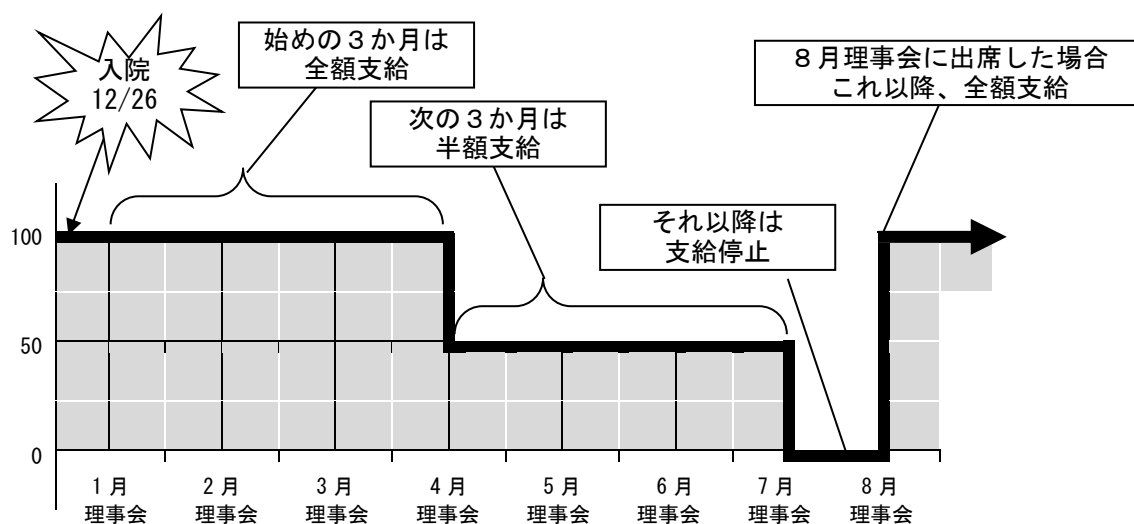 入院
12/26
始めの３か月は
全額支給
次の３か月は
半額支給
８月理事会に出席した場合
これ以降、全額支給
それ以降は
支給停止
100
50
0
１月
理事会
２月
理事会
３月
理事会
４月
理事会
５月
理事会
６月
理事会
７月
理事会
８月
理事会